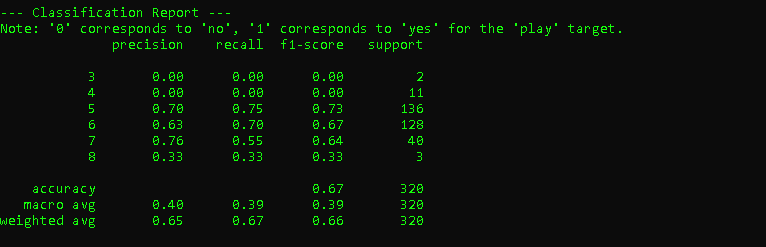 --- Classification Report ---
Note: '0' corresponds to 'no', '1' corresponds to 'yes' for the 'play' target.
precision recall f1-score support
3 0.00 0.00 0.00 2
4 0.00 0.00 0.00 11
5 0.70 0.75 0.73 136
6 0.63 0.70 0.67 128
7 0.76 0.55 0.64 40
8 0.33 0.33 0.33 3
accuracy 0.67 320
macro avg 0.40 0.39 0.39 320
weighted avg 0.65 0.67 0.66 320